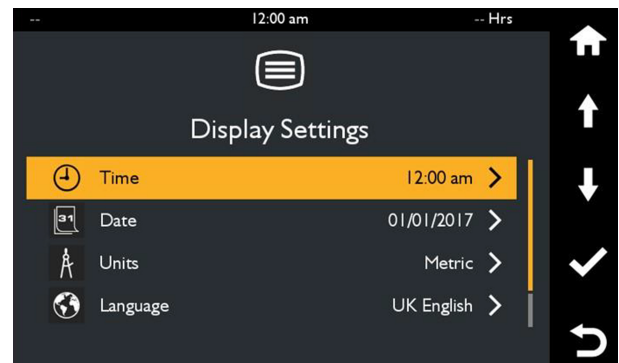 -- 12:00 am -- Hrs
Display Settings
Time 12:00 am
31 Date 01/01/2017
Units Metric
Language UK English